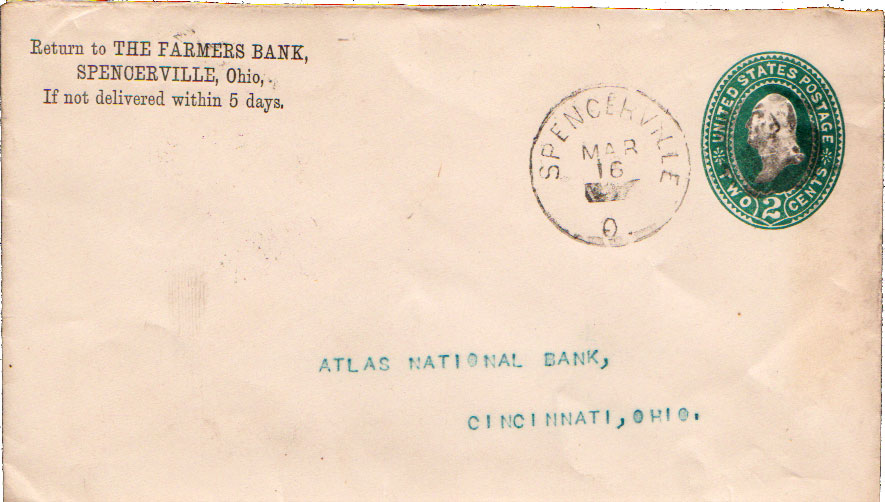 Return to THE FARMERS BANK,
SPENCERVILLE, Ohio,
If not delivered within 5 days.
SPENCERVILLE
MAR
16
O.
UNITED STATES POSTAGE
TWO 2 CENTS
ATLAS NATIONAL BANK,
CINCINNATI, OHIO.